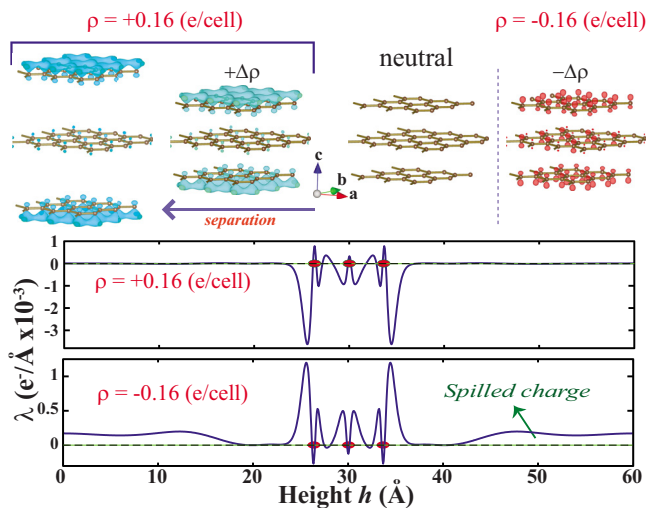 ρ = +0.16 (e/cell)
ρ = -0.16 (e/cell)
+Δρ
neutral
−Δρ
c
b
a
separation
λ (e⁻/Å x10⁻³)
1
0
-1
-2
-3
ρ = +0.16 (e/cell)
1
0.5
0
ρ = -0.16 (e/cell)
Spilled charge
0 10 20 30 40 50 60
Height h (Å)